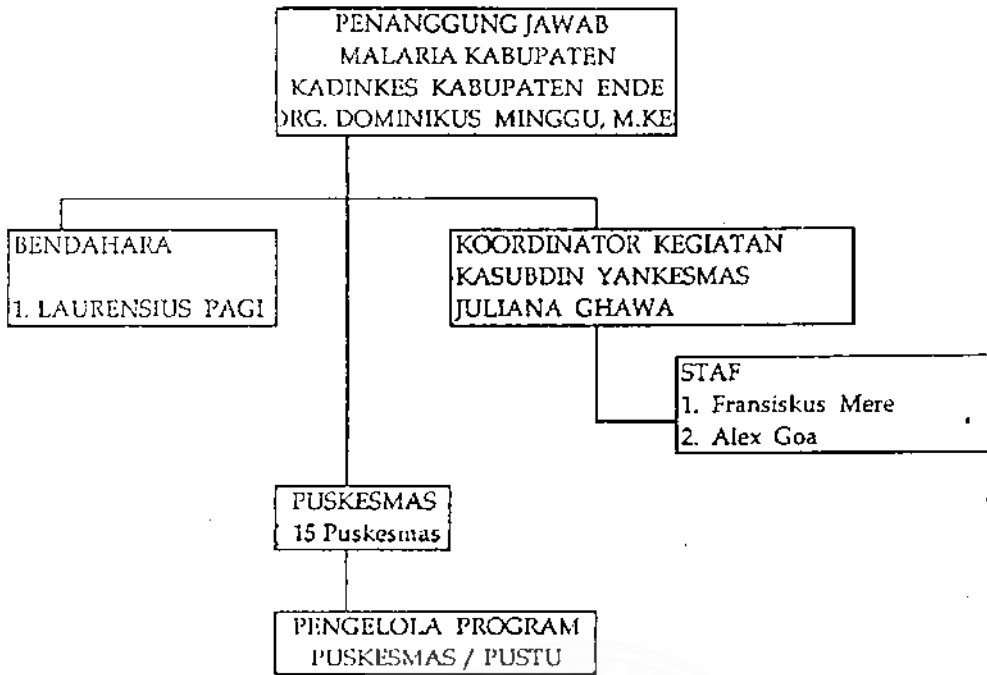 PENANGGUNG JAWAB
MALARIA KABUPATEN
KADINKES KABUPATEN ENDE
DRG. DOMINIKUS MINGGU, M.KE
BENDAHARA
1. LAURENSIUS PAGI
KOORDINATOR KEGIATAN
KASUBDIN YANKESMAS
JULIANA GHAWA
STAF
1. Fransiskus Mere
2. Alex Goa
PUSKESMAS
15 Puskesmas
PENGELOLA PROGRAM
PUSKESMAS / PUSTU